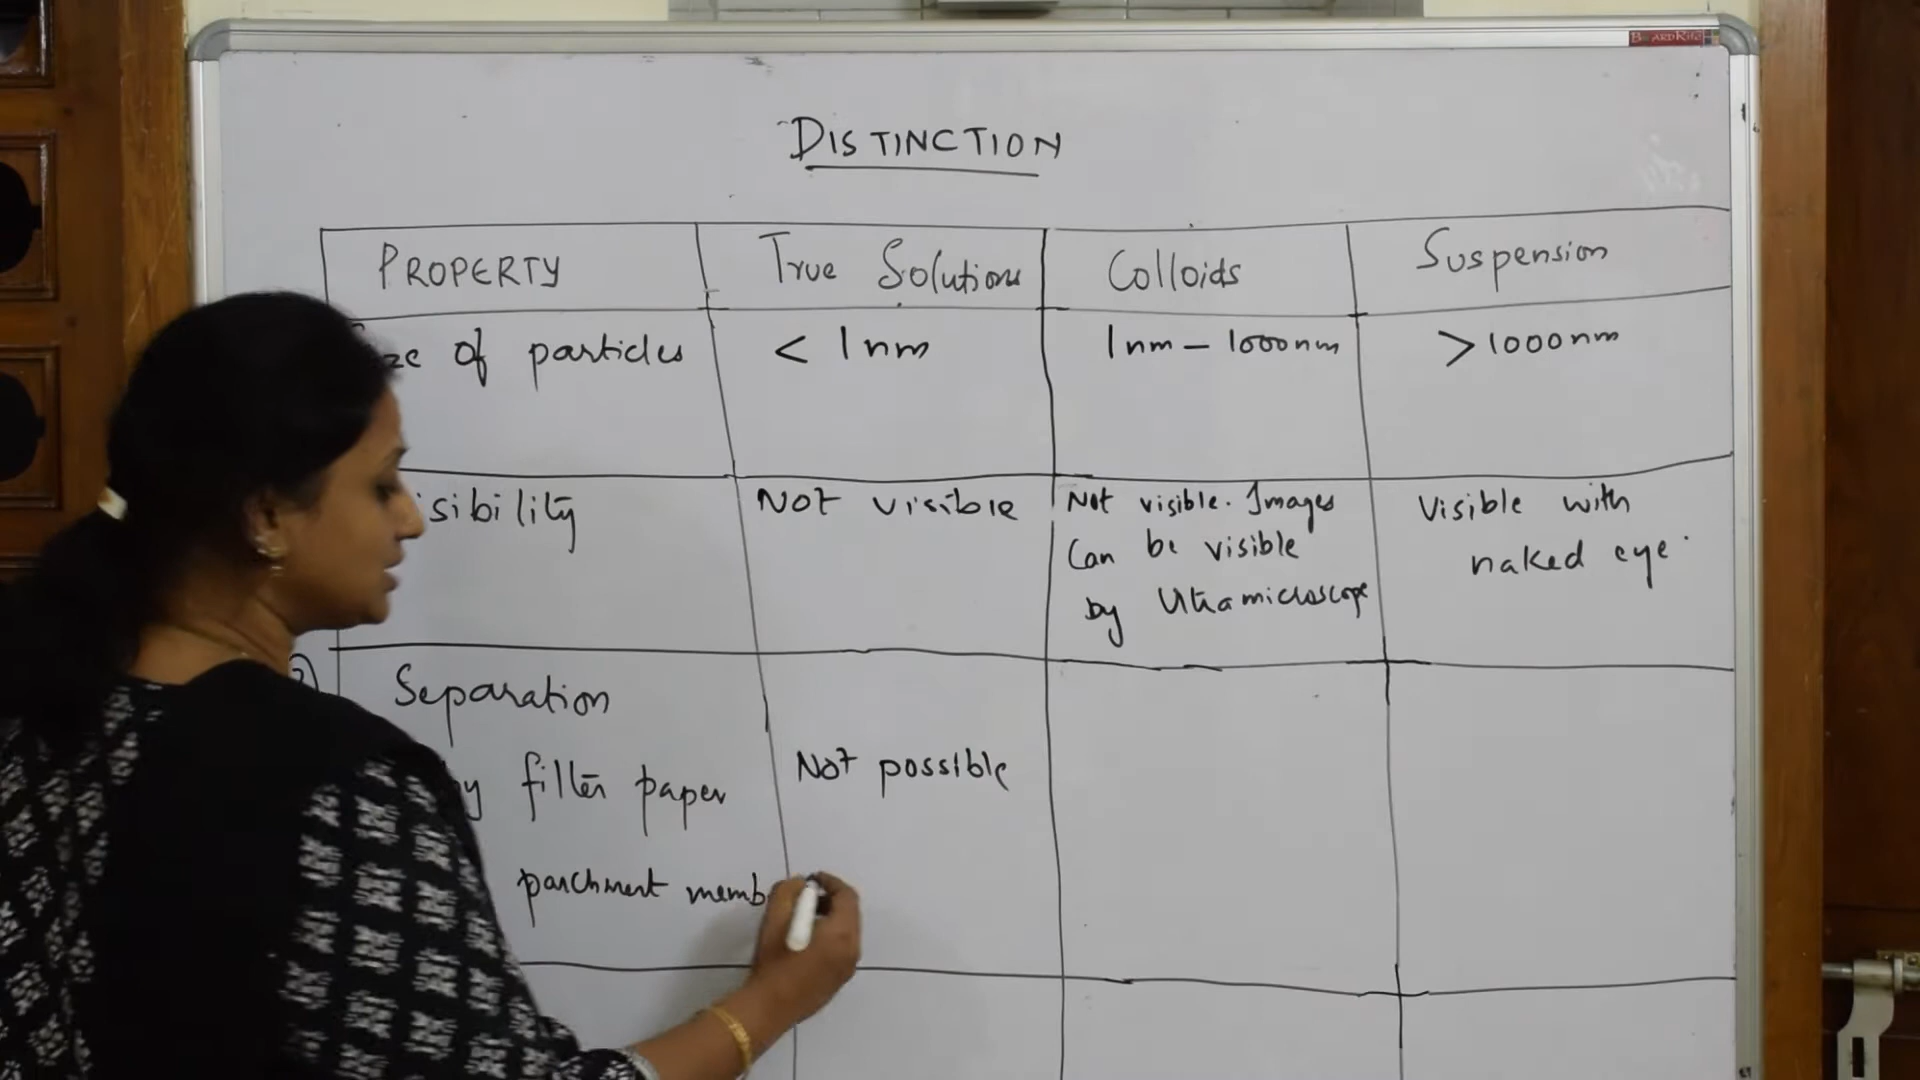 DISTINCTION
PROPERTY
True Solutions
Colloids
Suspension
of particles
< 1nm
1nm – 1000nm
> 1000nm
Not visible
Not visible. Images
Can be visible
by Ultramicroscope
Visible with
naked eye.
Separation
filter paper
Not possible
parchment memb